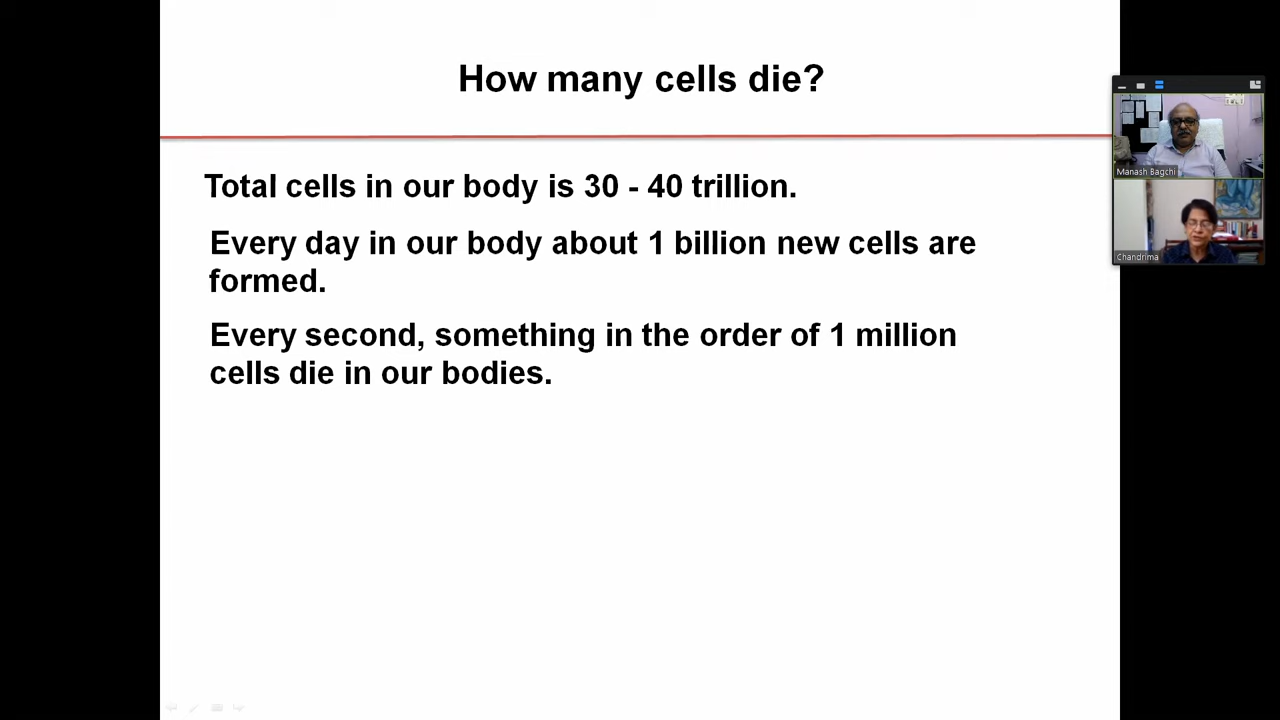 How many cells die?
Total cells in our body is 30 - 40 trillion.
Every day in our body about 1 billion new cells are
formed.
Every second, something in the order of 1 million
cells die in our bodies.
Manash Bagchi
Chandrima